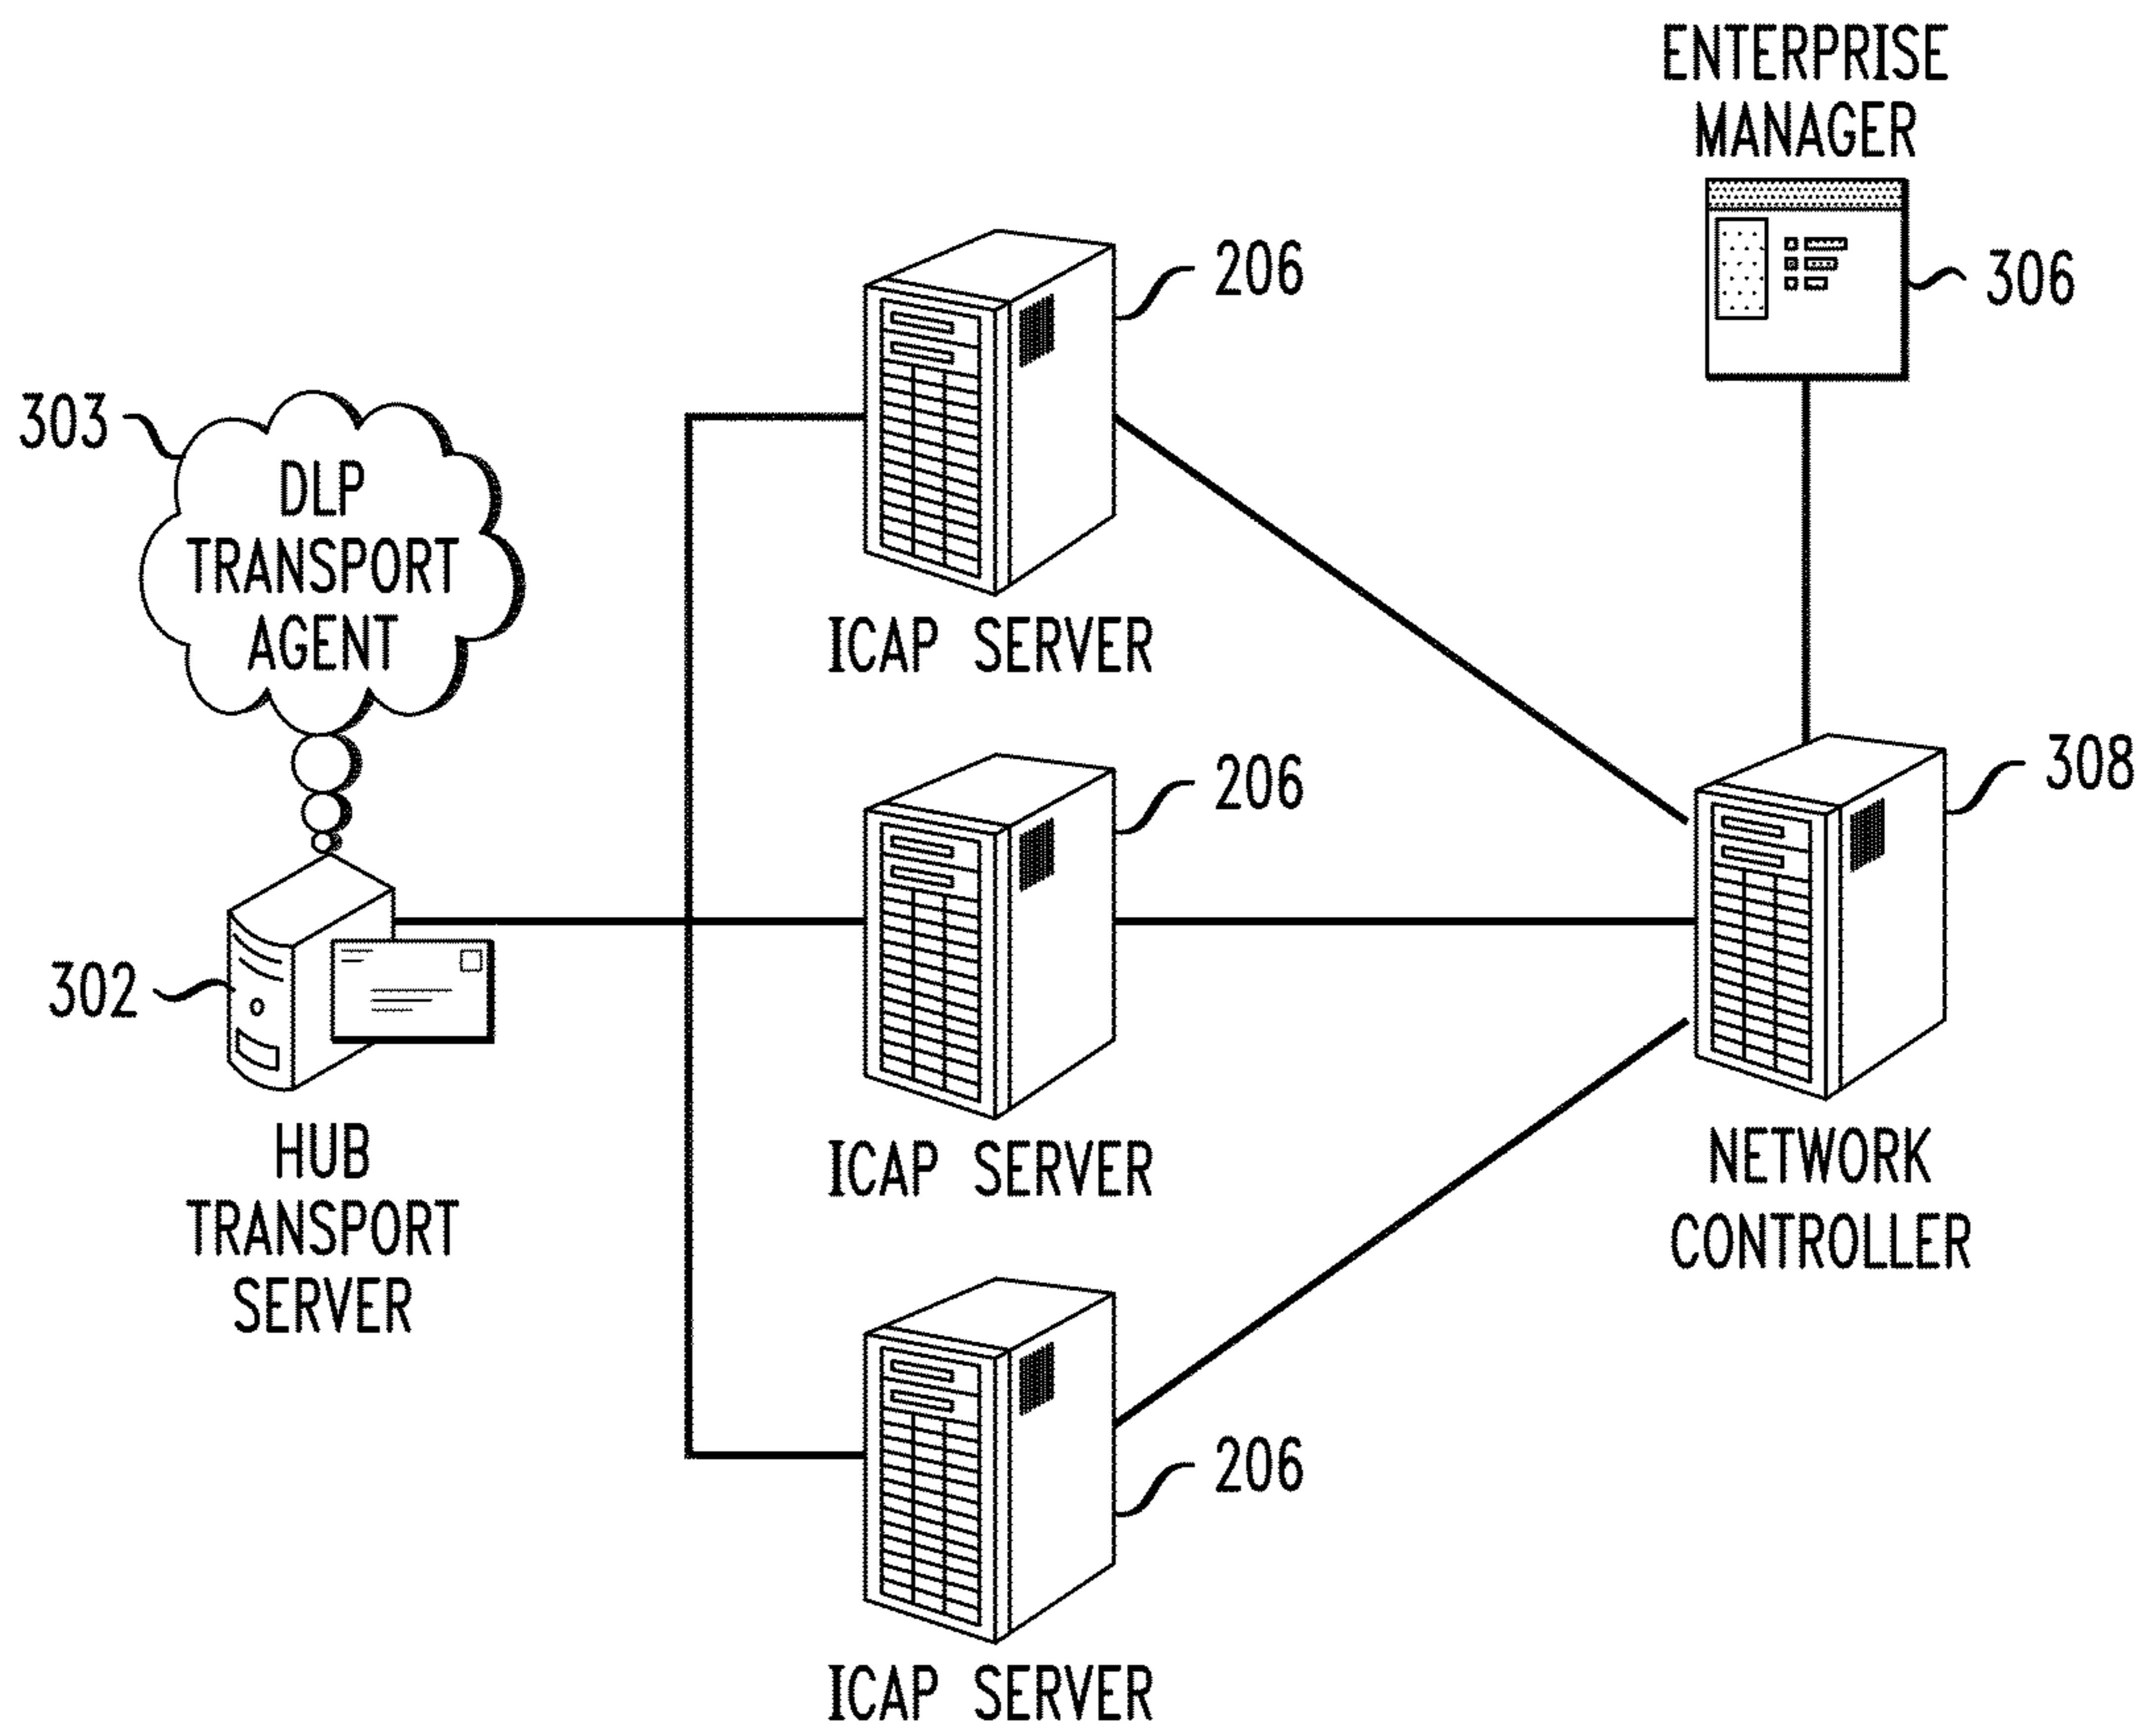 ENTERPRISE
MANAGER
306
206
ICAP SERVER
303
DLP
TRANSPORT
AGENT
302
HUB
TRANSPORT
SERVER
206
ICAP SERVER
308
NETWORK
CONTROLLER
206
ICAP SERVER